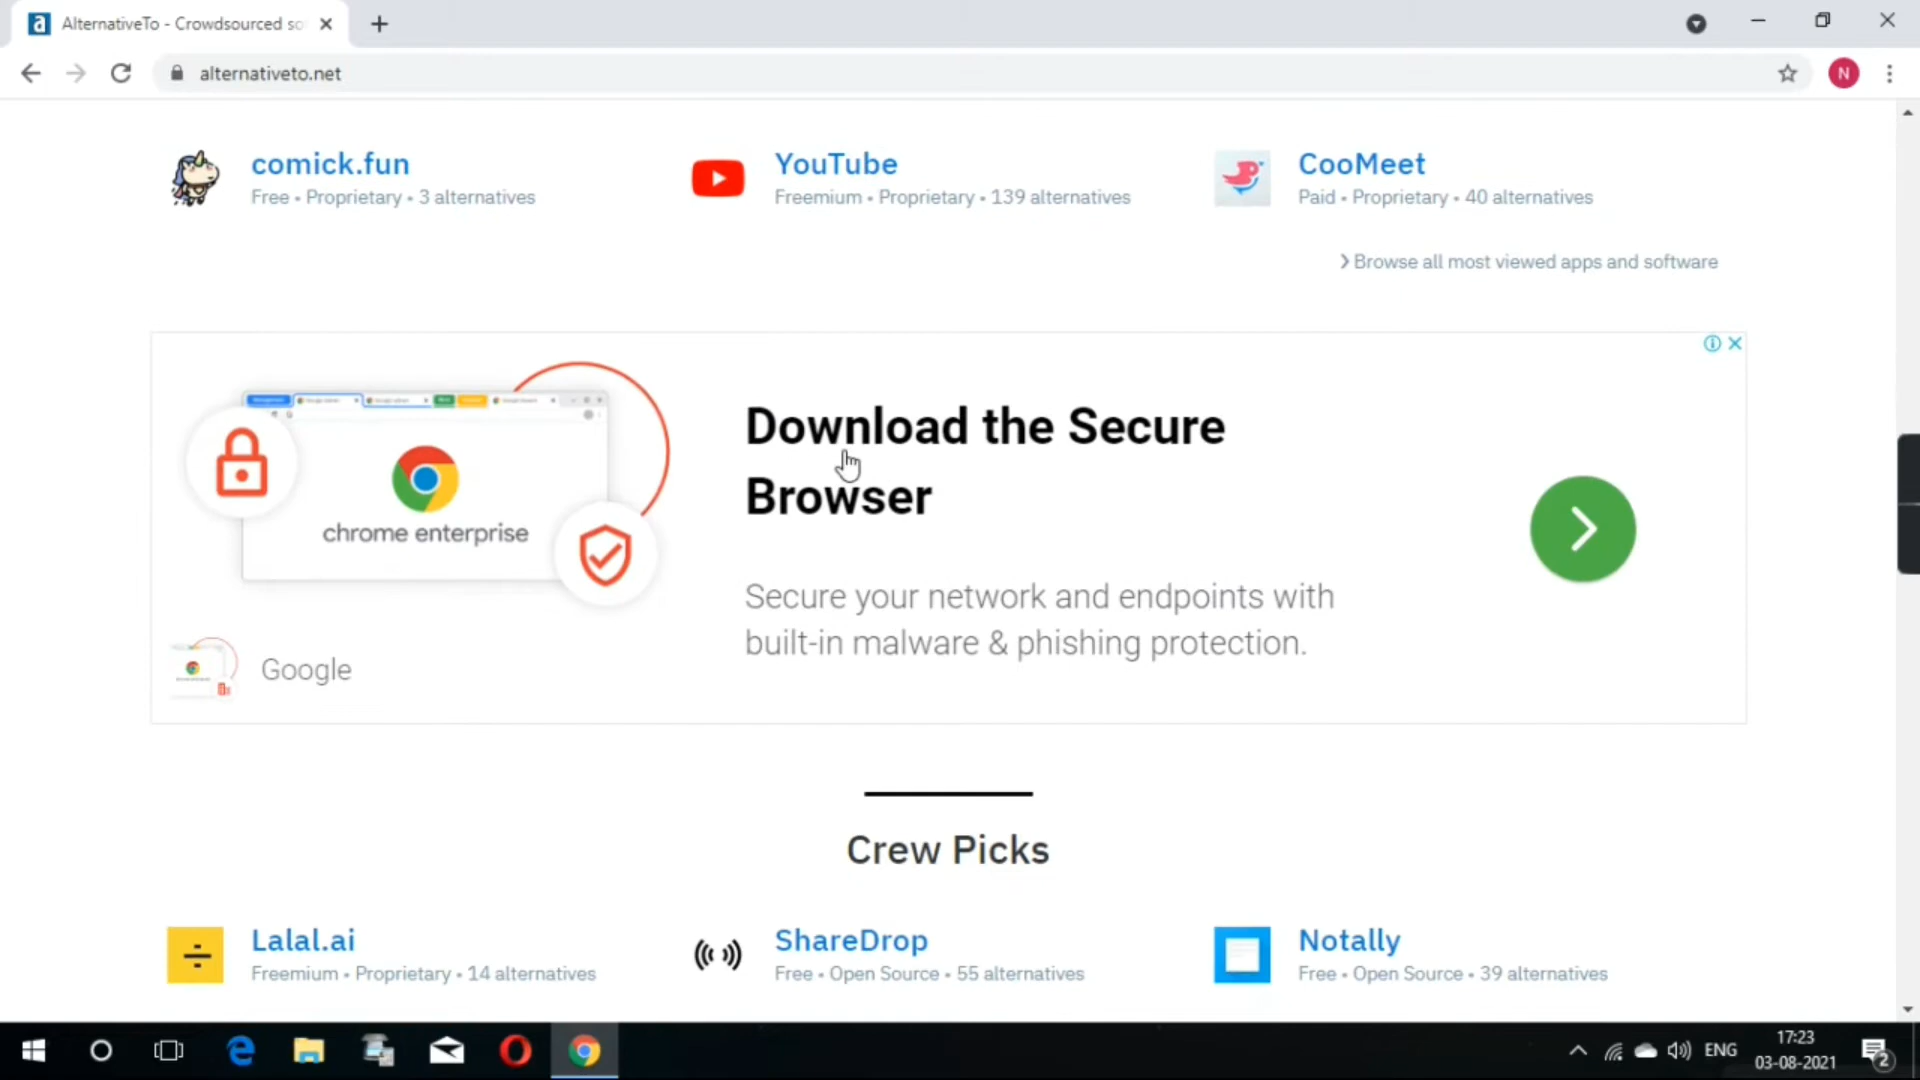 AlternativeTo - Crowdsourced so
alternativeto.net
N
comick.fun
Free • Proprietary • 3 alternatives
YouTube
Freemium • Proprietary • 139 alternatives
CooMeet
Paid • Proprietary • 40 alternatives
Browse all most viewed apps and software
chrome enterprise
Google
Download the Secure
Browser
Secure your network and endpoints with
built-in malware & phishing protection.
Crew Picks
Lalal.ai
Freemium • Proprietary • 14 alternatives
ShareDrop
Free • Open Source • 55 alternatives
Notally
Free • Open Source • 39 alternatives
ENG
17:23
03-08-2021
2